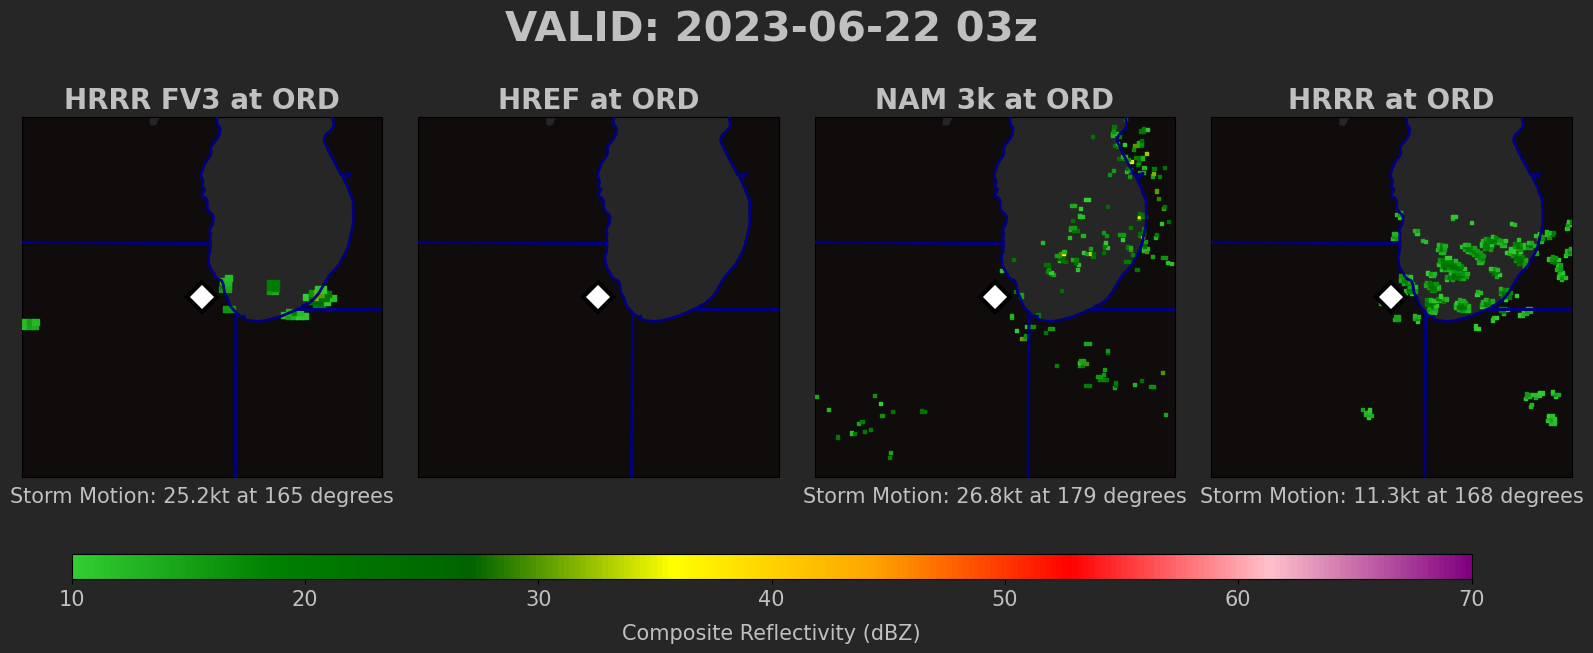 VALID: 2023-06-22 03z
HRRR FV3 at ORD
HREF at ORD
NAM 3k at ORD
HRRR at ORD
Storm Motion: 25.2kt at 165 degrees
Storm Motion: 26.8kt at 179 degrees
Storm Motion: 11.3kt at 168 degrees
10 20 30 40 50 60 70
Composite Reflectivity (dBZ)